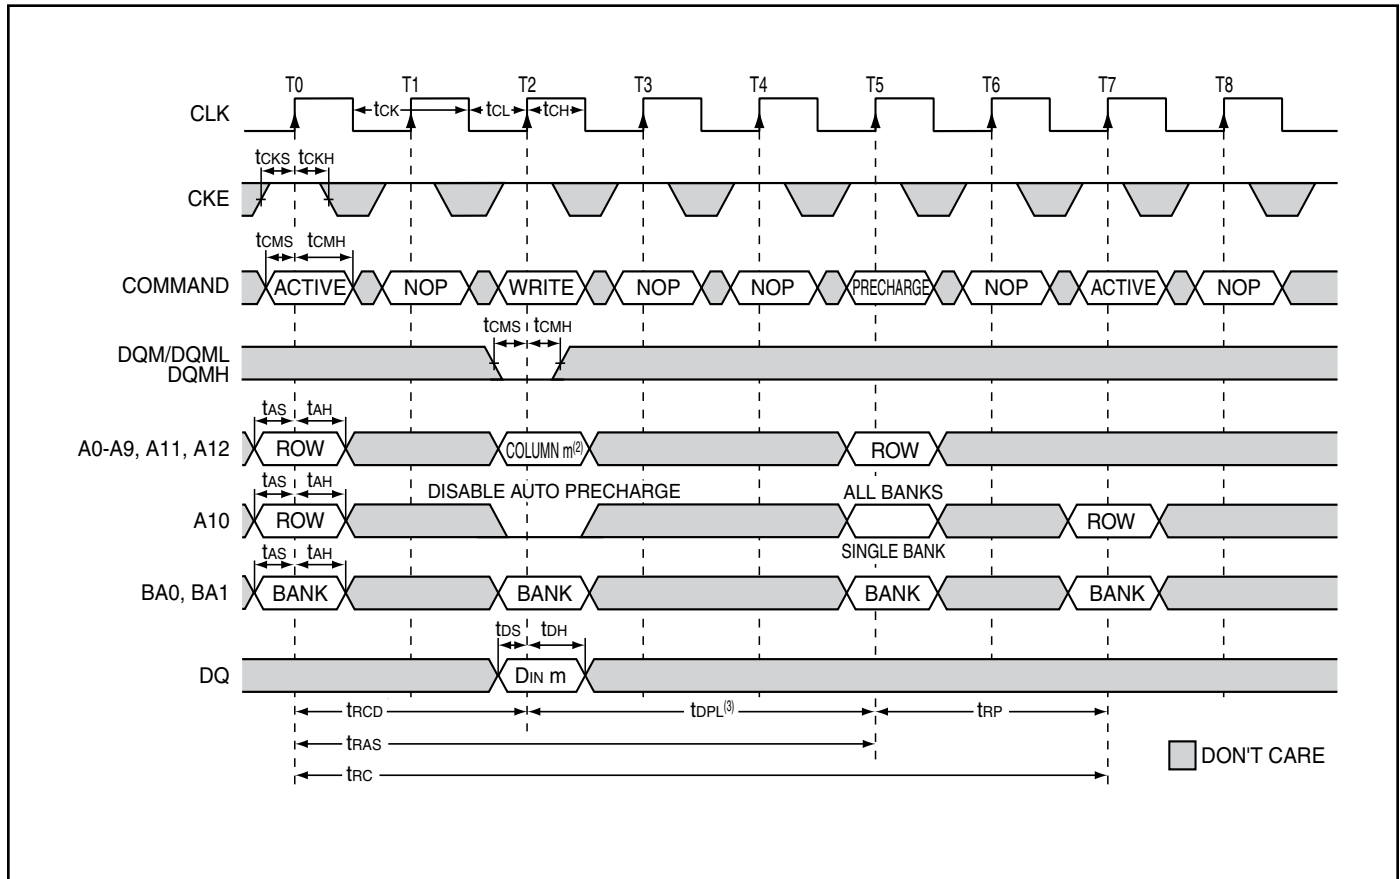 T0 T1 T2 T3 T4 T5 T6 T7 T8
CLK tCK tCL tCH
tCKS tCKH
CKE
tCMS tCMH
COMMAND ACTIVE NOP WRITE NOP NOP PRECHARGE NOP ACTIVE NOP
tCMS tCMH
DQM/DQML
DQMH
tAS tAH
A0-A9, A11, A12 ROW COLUMN m(2) ROW
tAS tAH DISABLE AUTO PRECHARGE ALL BANKS
A10 ROW ROW
tAS tAH SINGLE BANK
BA0, BA1 BANK BANK BANK BANK
tDS tDH
DQ DIN m
tRCD tDPL(3) tRP
tRAS
DON'T CARE
tRC